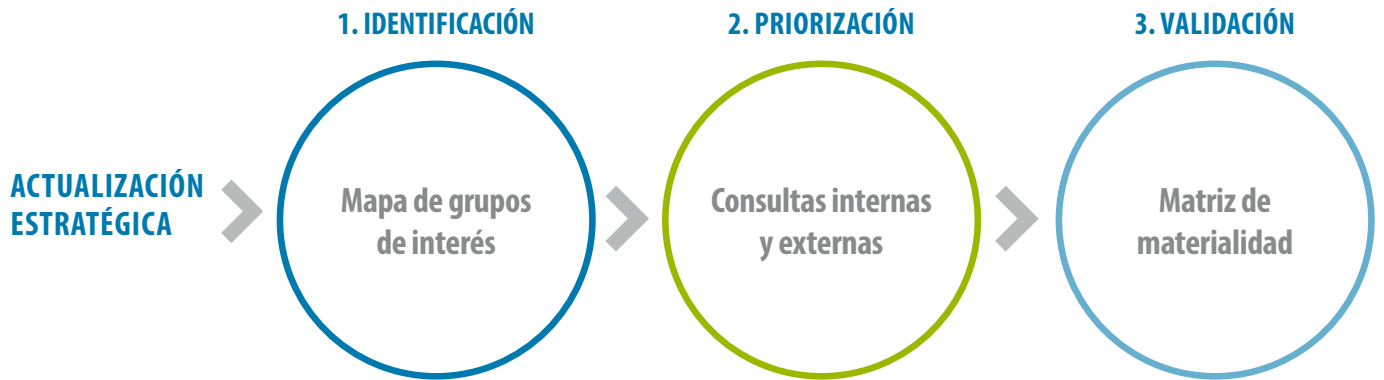 ACTUALIZACIÓN
ESTRATÉGICA
1. IDENTIFICACIÓN
Mapa de grupos
de interés
2. PRIORIZACIÓN
Consultas internas
y externas
3. VALIDACIÓN
Matriz de
materialidad